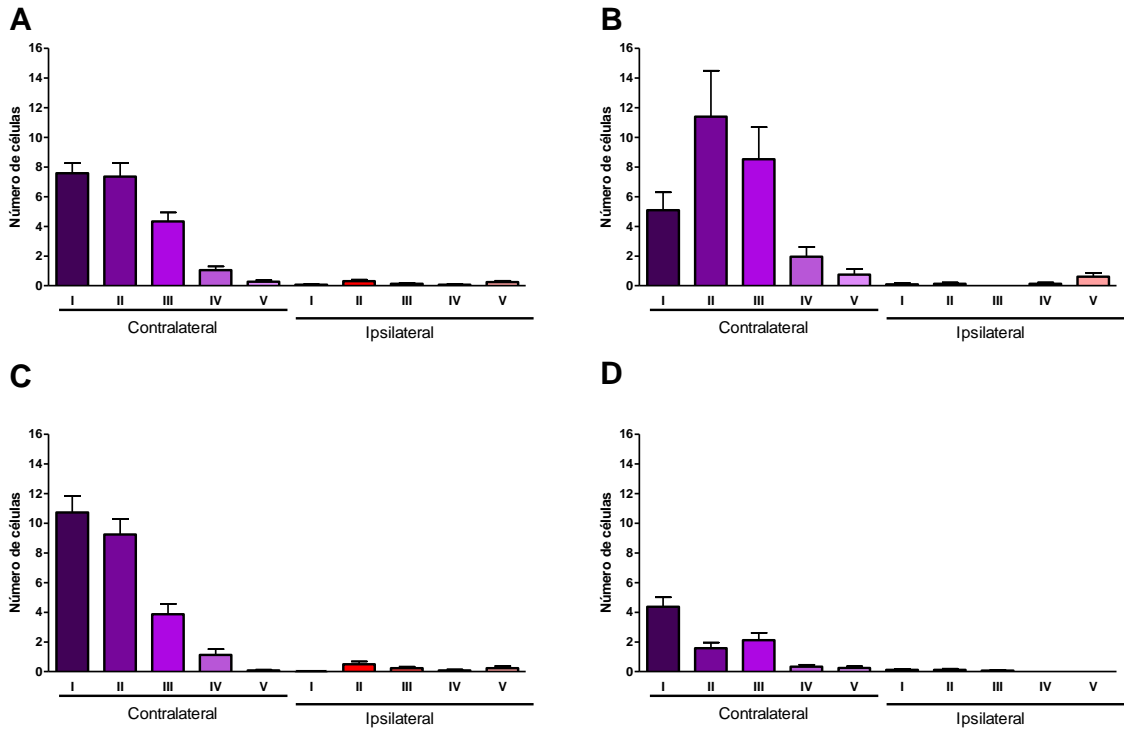 A
Número de células
16
14
12
10
8
6
4
2
0
I II III IV V I II III IV V
Contralateral Ipsilateral
B
Número de células
16
14
12
10
8
6
4
2
0
I II III IV V I II III IV V
Contralateral Ipsilateral
C
Número de células
16
14
12
10
8
6
4
2
0
I II III IV V I II III IV V
Contralateral Ipsilateral
D
Número de células
16
14
12
10
8
6
4
2
0
I II III IV V I II III IV V
Contralateral Ipsilateral